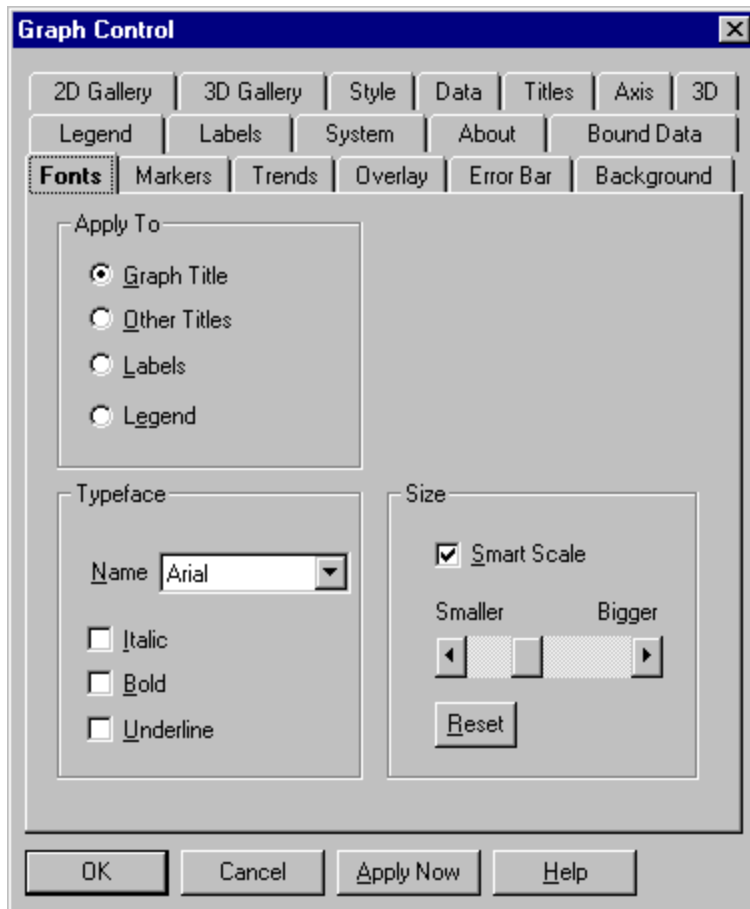 Graph Control
2D Gallery 3D Gallery Style Data Titles Axis 3D
Legend Labels System About Bound Data
Fonts Markers Trends Overlay Error Bar Background
Apply To
Graph Title
Other Titles
Labels
Legend
Typeface
Name Arial
Italic
Bold
Underline
Size
Smart Scale
Smaller Bigger
Reset
OK Cancel Apply Now Help